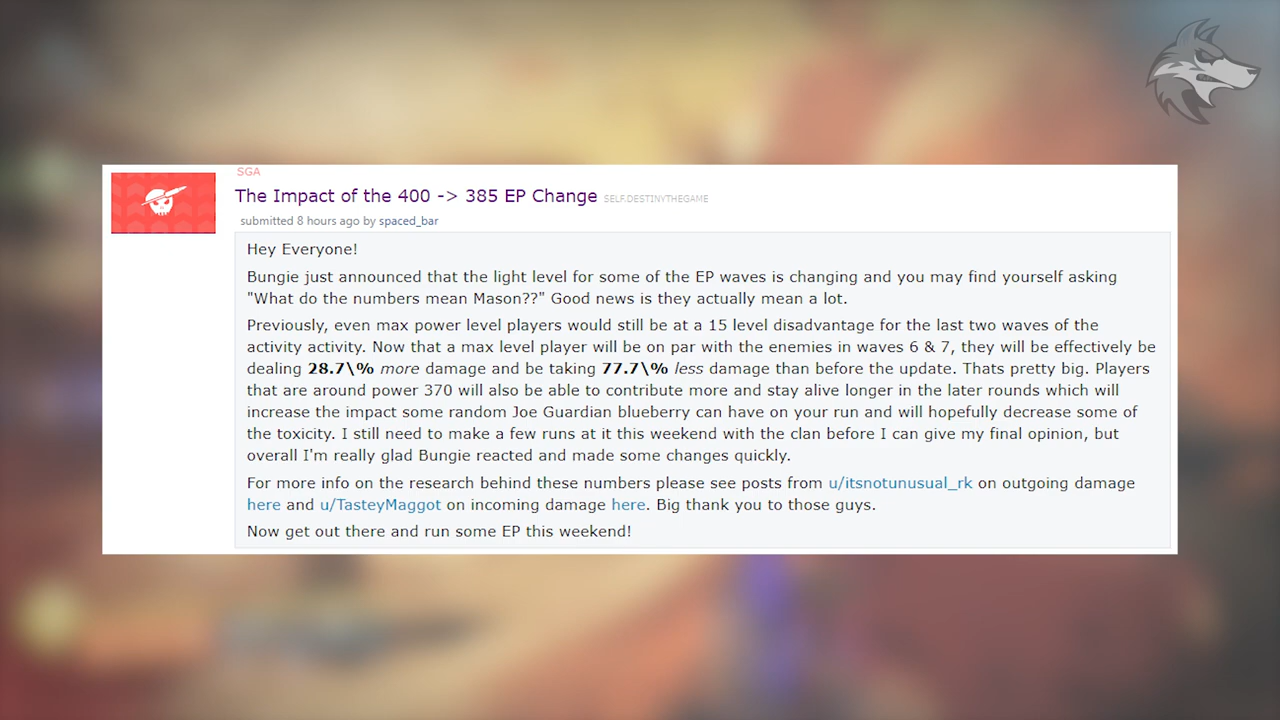 SGA
The Impact of the 400 -> 385 EP Change SELF.DESTINYTHEGAME
submitted 8 hours ago by spaced_bar
Hey Everyone!
Bungie just announced that the light level for some of the EP waves is changing and you may find yourself asking
"What do the numbers mean Mason??" Good news is they actually mean a lot.
Previously, even max power level players would still be at a 15 level disadvantage for the last two waves of the
activity activity. Now that a max level player will be on par with the enemies in waves 6 & 7, they will be effectively be
dealing 28.7\% more damage and be taking 77.7\% less damage than before the update. Thats pretty big. Players
that are around power 370 will also be able to contribute more and stay alive longer in the later rounds which will
increase the impact some random Joe Guardian blueberry can have on your run and will hopefully decrease some of
the toxicity. I still need to make a few runs at it this weekend with the clan before I can give my final opinion, but
overall I'm really glad Bungie reacted and made some changes quickly.
For more info on the research behind these numbers please see posts from u/itsnotunusual_rk on outgoing damage
here and u/TasteyMaggot on incoming damage here. Big thank you to those guys.
Now get out there and run some EP this weekend!